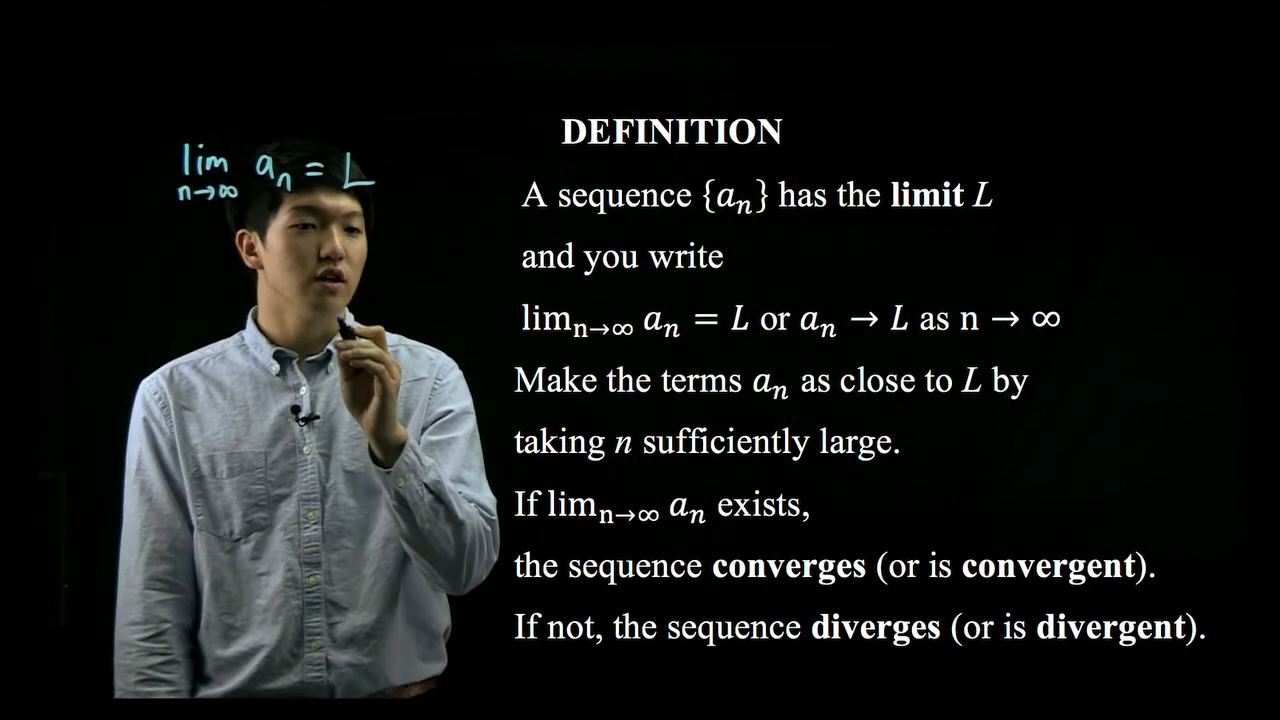 lim n→∞ a_n = L
DEFINITION
A sequence {a_n} has the limit L
and you write
lim_{n→∞} a_n = L or a_n → L as n → ∞
Make the terms a_n as close to L by
taking n sufficiently large.
If lim_{n→∞} a_n exists,
the sequence converges (or is convergent).
If not, the sequence diverges (or is divergent).